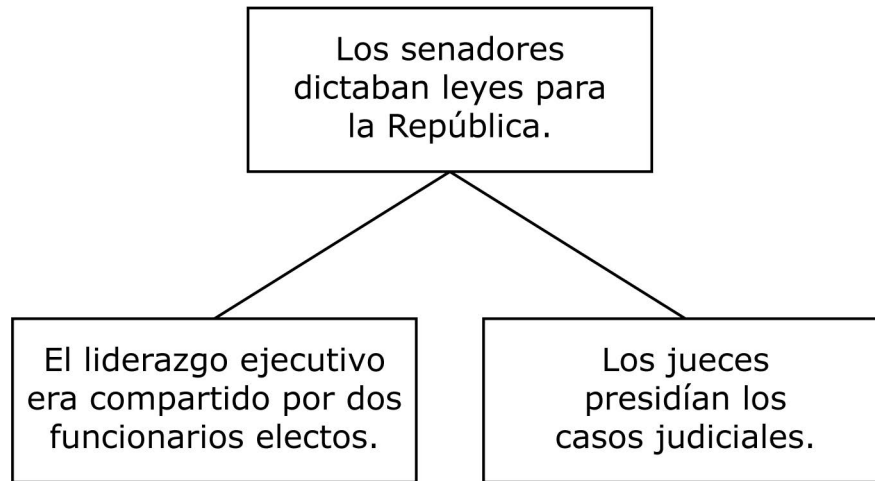 Los senadores
dictaban leyes para
la República.
El liderazgo ejecutivo
era compartido por dos
funcionarios electos.
Los jueces
presidían los
casos judiciales.